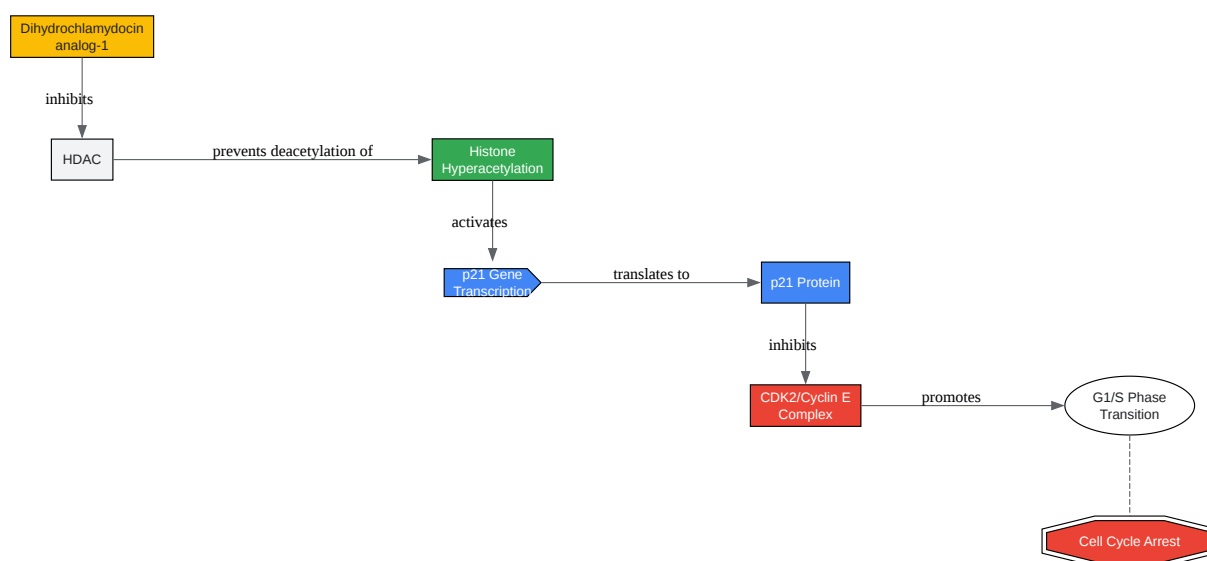 Dihydrochlamydocin
analog-1
inhibits
HDAC
prevents deacetylation of
Histone
Hyperacetylation
activates
p21 Gene
Transcription
translates to
p21 Protein
inhibits
CDK2/Cyclin E
Complex
promotes
G1/S Phase
Transition
Cell Cycle Arrest